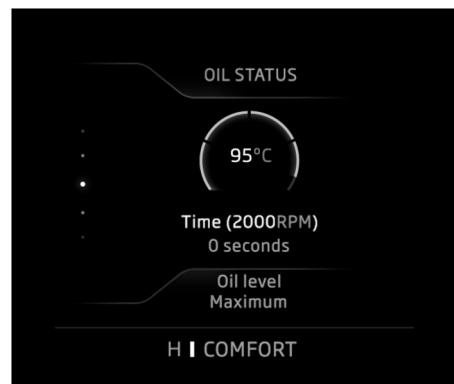 OIL STATUS
95°C
Time (2000RPM)
0 seconds
Oil level
Maximum
H COMFORT